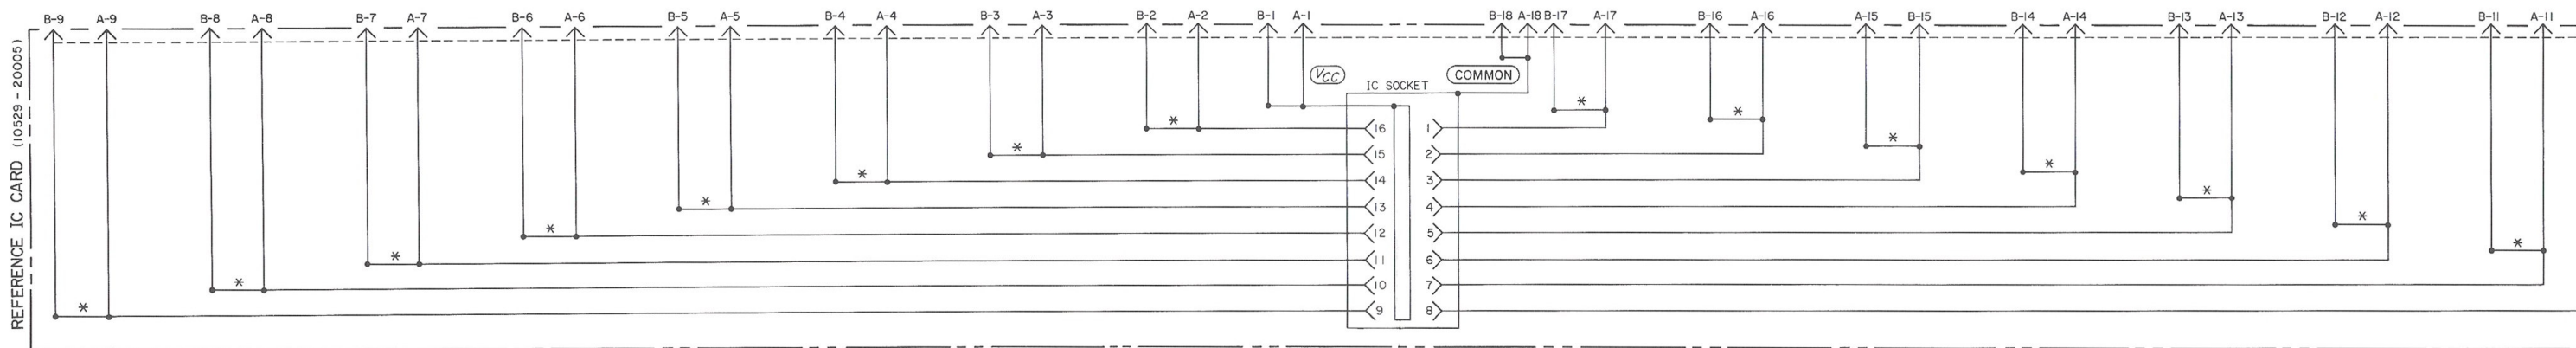 B-9 A-9 B-8 A-8 B-7 A-7 B-6 A-6 B-5 A-5 B-4 A-4 B-3 A-3 B-2 A-2 B-1 A-1 B-18 A-18 B-17 A-17 B-16 A-16 A-15 B-15 B-14 A-14 B-13 A-13 B-12 A-12 B-11 A-11
REFERENCE IC CARD (10529-20005)
VCC COMMON
IC SOCKET
* * *
* 16 1
* 15 2 *
* 14 3 *
* 13 4 *
* 12 5 *
* 11 6 *
* 10 7
* 9 8